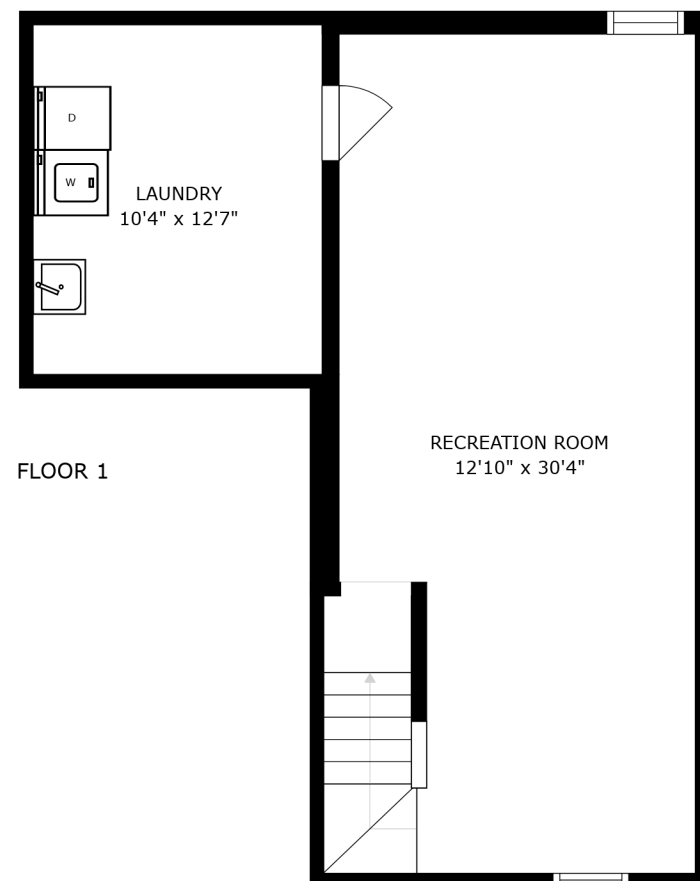 D
W
LAUNDRY
10'4" x 12'7"
RECREATION ROOM
12'10" x 30'4"
FLOOR 1